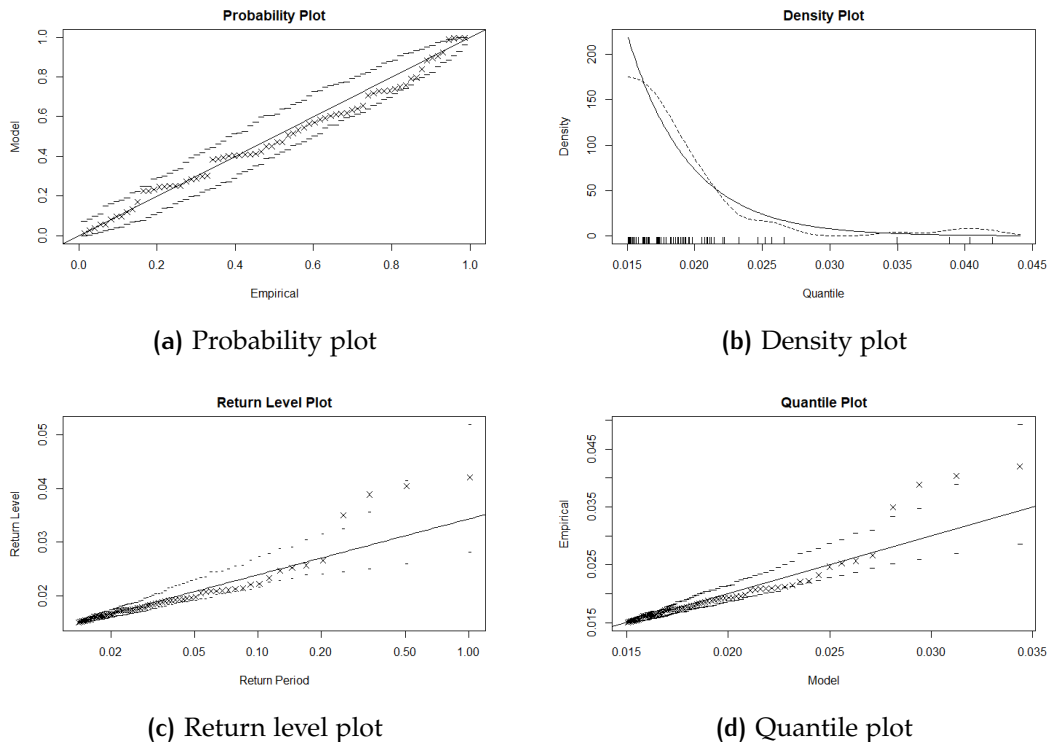 Probability Plot
Model
0.0 0.2 0.4 0.6 0.8 1.0
0.0 0.2 0.4 0.6 0.8 1.0
Empirical
(a) Probability plot
Density Plot
Density
0 50 100 150 200
0.015 0.020 0.025 0.030 0.035 0.040 0.045
Quantile
(b) Density plot
Return Level Plot
Return Level
0.02 0.03 0.04 0.05
0.02 0.05 0.10 0.20 0.50 1.00
Return Period
(c) Return level plot
Quantile Plot
Empirical
0.015 0.025 0.035 0.045
0.015 0.020 0.025 0.030 0.035
Model
(d) Quantile plot